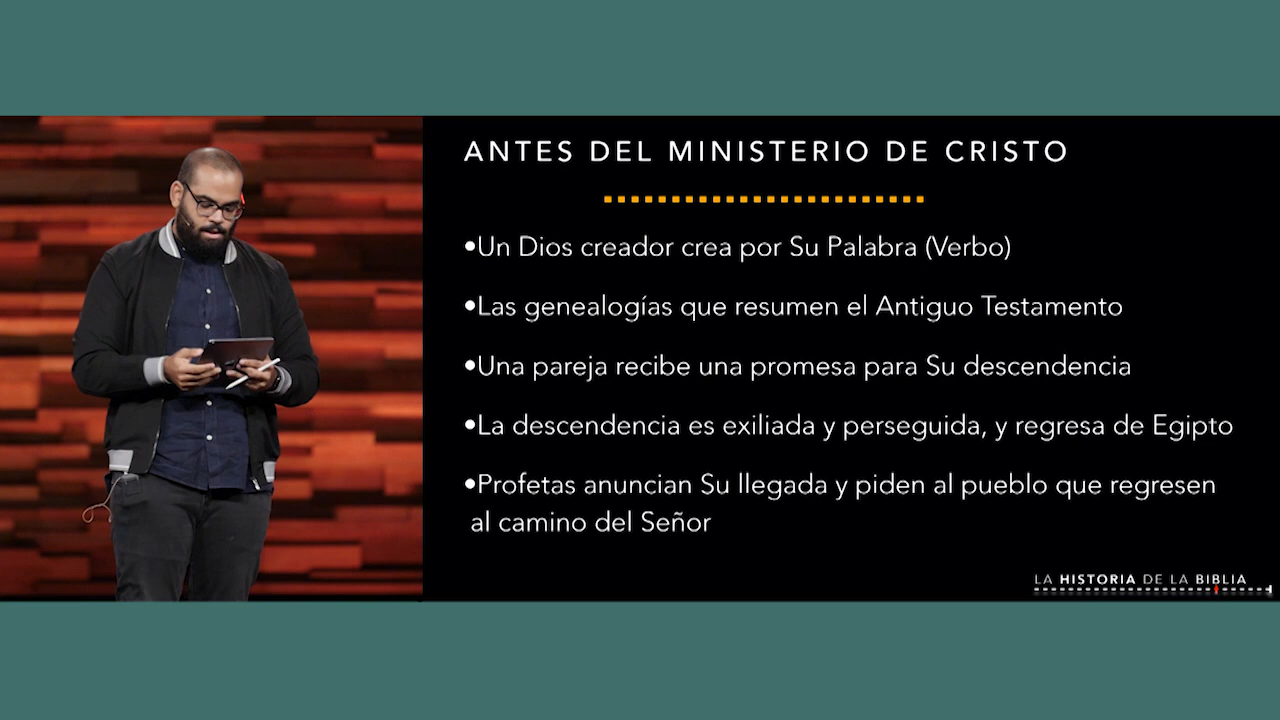 ANTES DEL MINISTERIO DE CRISTO
•Un Dios creador crea por Su Palabra (Verbo)
•Las genealogías que resumen el Antiguo Testamento
•Una pareja recibe una promesa para Su descendencia
•La descendencia es exiliada y perseguida, y regresa de Egipto
•Profetas anuncian Su llegada y piden al pueblo que regresen
al camino del Señor
LA HISTORIA DE LA BIBLIA